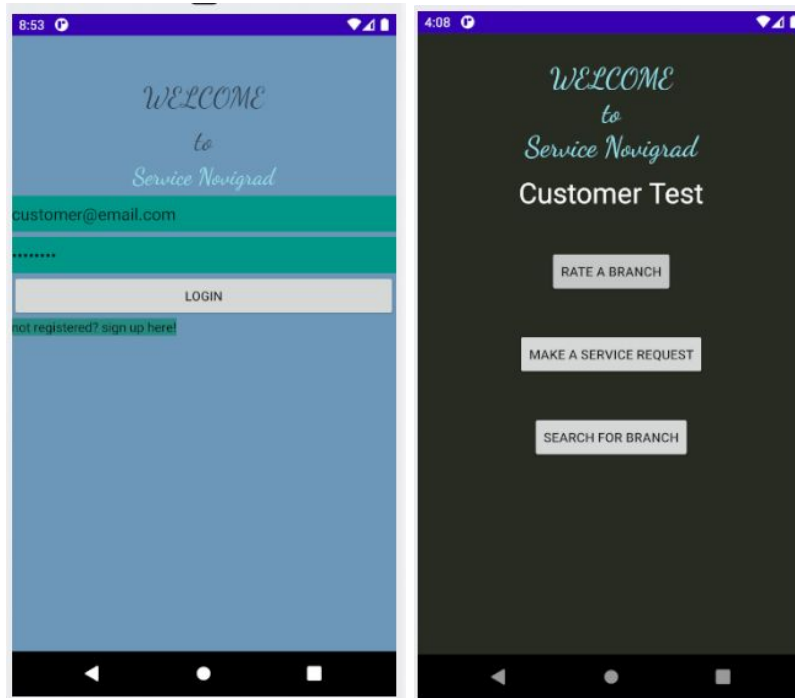 8:53
WELCOME
to
Service Novigrad
customer@email.com
••••••••
LOGIN
not registered? sign up here!
4:08
WELCOME
to
Service Novigrad
Customer Test
RATE A BRANCH
MAKE A SERVICE REQUEST
SEARCH FOR BRANCH